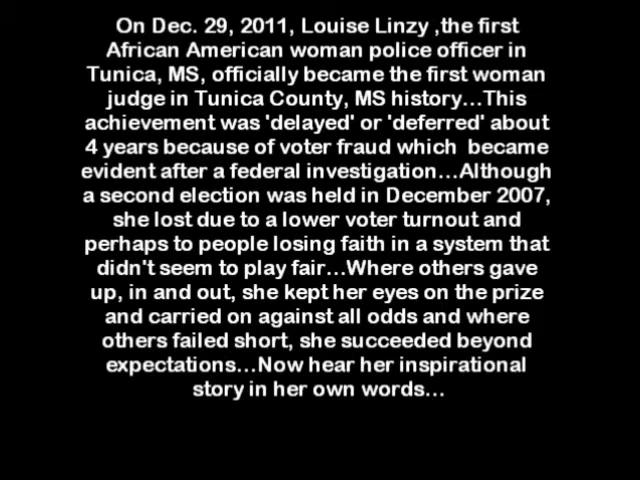 On Dec. 29, 2011, Louise Linzy ,the first
African American woman police officer in
Tunica, MS, officially became the first woman
judge in Tunica County, MS history...This
achievement was 'delayed' or 'deferred' about
4 years because of voter fraud which  became
evident after a federal investigation...Although
a second election was held in December 2007,
she lost due to a lower voter turnout and
perhaps to people losing faith in a system that
didn't seem to play fair...Where others gave
up, in and out, she kept her eyes on the prize
and carried on against all odds and where
others failed short, she succeeded beyond
expectations...Now hear her inspirational
story in her own words...